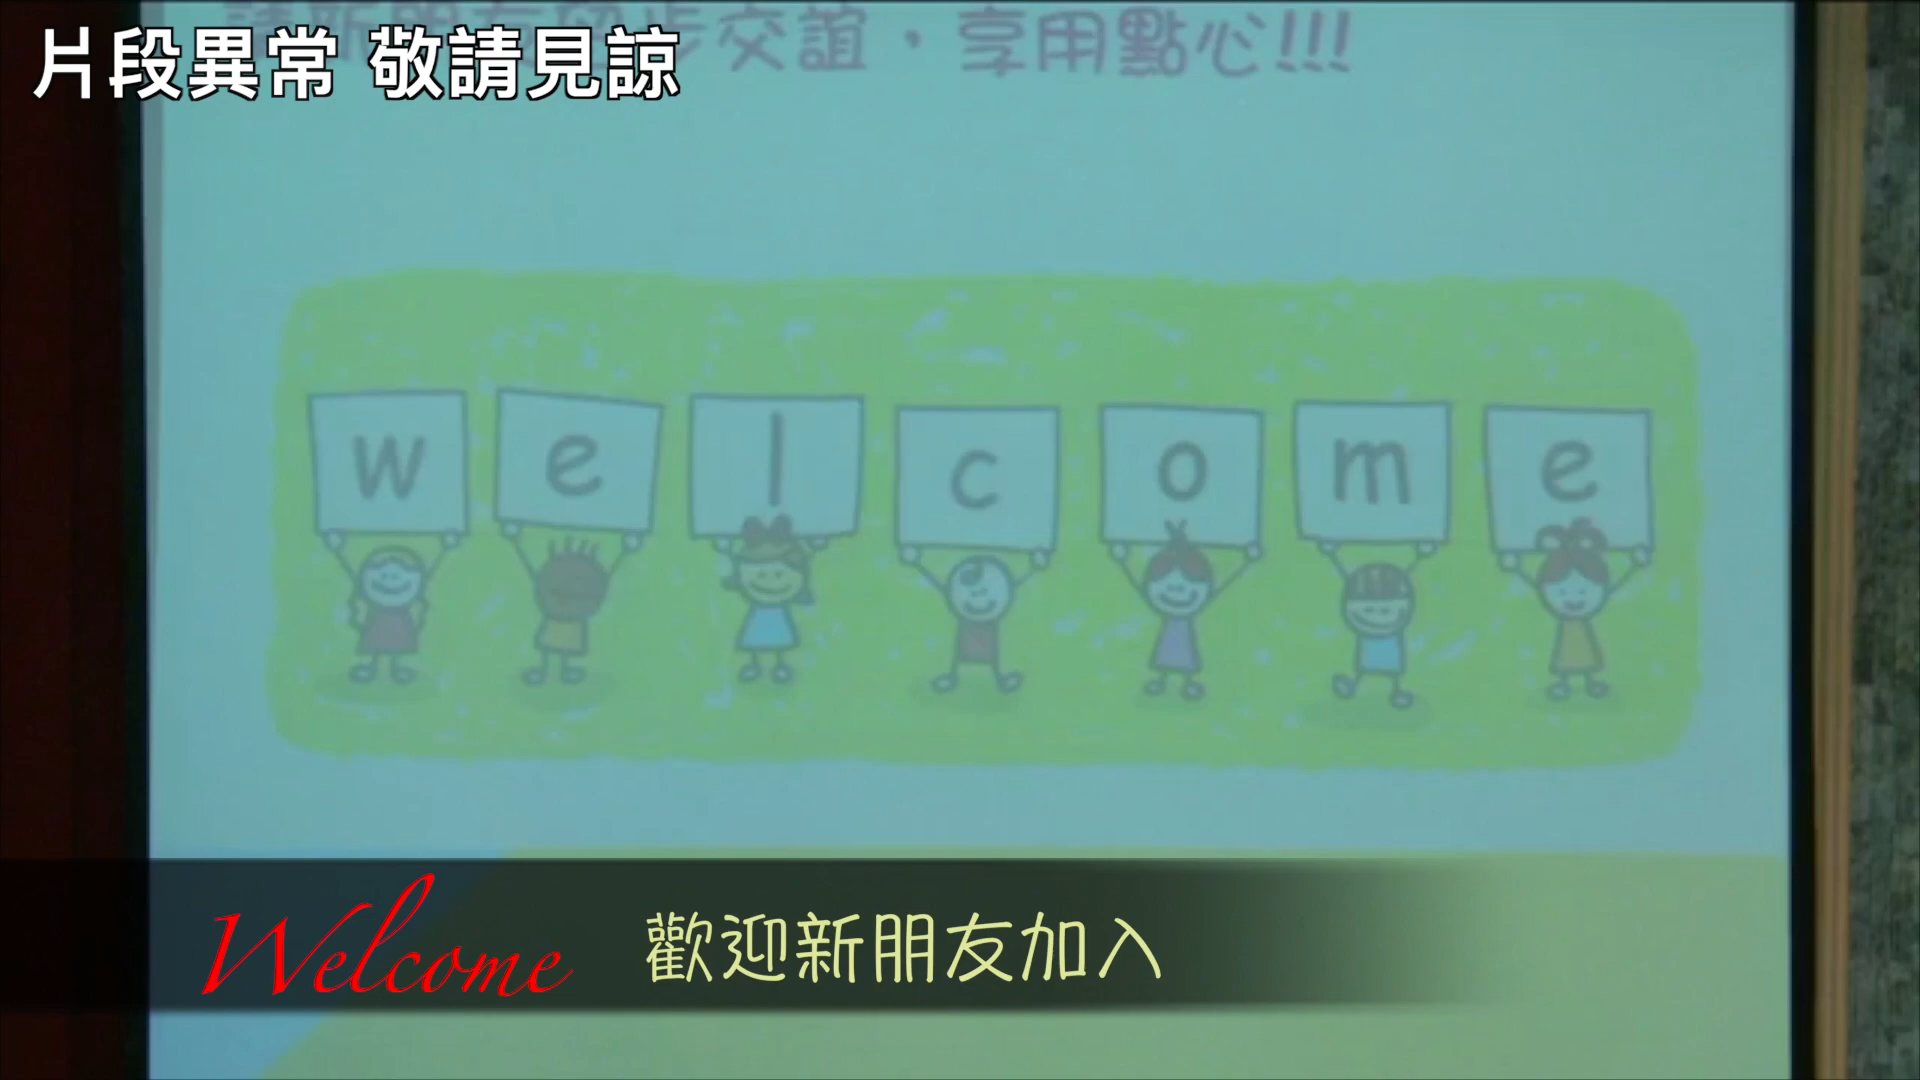 片段異常 敬請見諒
交誼，享用點心!!!
w e l c o m e
Welcome 歡迎新朋友加入